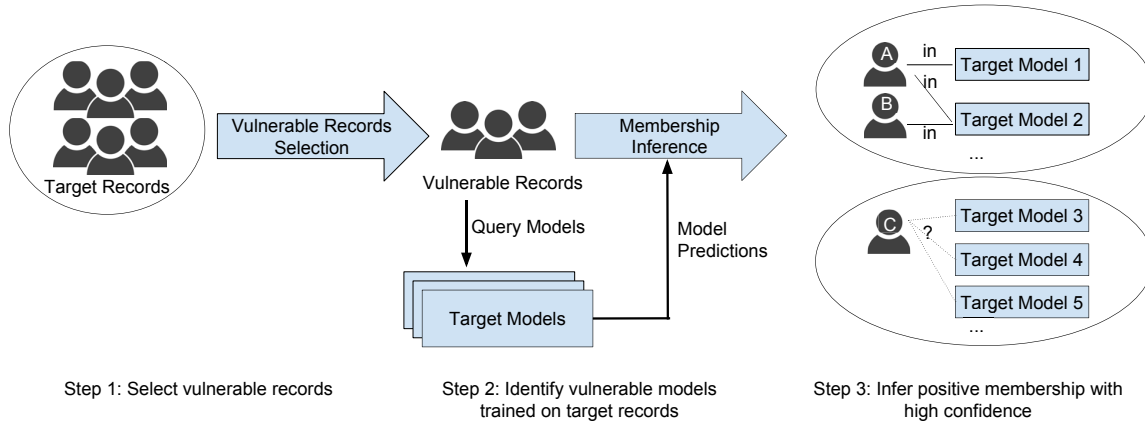 Target Records
Vulnerable Records
Selection
Vulnerable Records
Query Models
Target Models
Membership
Inference
Model
Predictions
A
in
Target Model 1
in
B
in
Target Model 2
...
C
?
Target Model 3
Target Model 4
Target Model 5
...
Step 1: Select vulnerable records
Step 2: Identify vulnerable models
trained on target records
Step 3: Infer positive membership with
high confidence